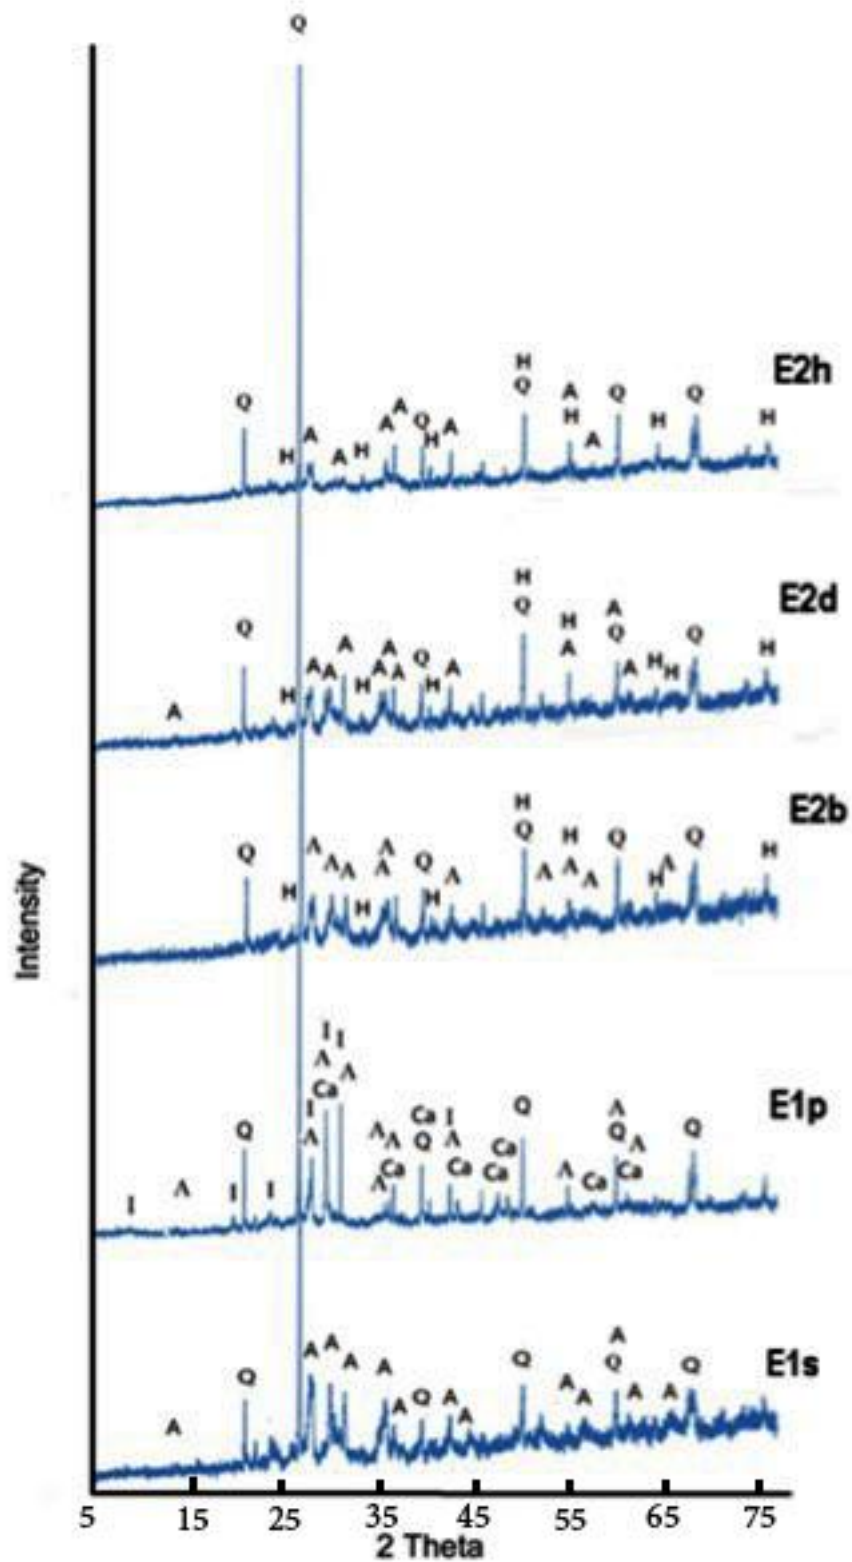 Q
E2h
H
Q Q A H Q H A Q H Q H
H A A H A A Q H A A
E2d
H
Q Q H A Q Q H
A H A A A H A A A Q H A A A H H
E2b
H
Q Q H Q Q H
H Λ Λ Λ H Λ Λ Q H Λ Λ Λ Λ H Λ
E1p
I I
Λ Λ
Ca
Q I Λ Ca Q I Λ Q Λ Q Q
I Λ I I Λ Λ Λ Ca Ca Ca Ca Λ Ca Λ Ca
E1s
A
Q A A A A Q Q Q
A A Q A A A A A A
Intensity
5 15 25 35 45 55 65 75
2 Theta